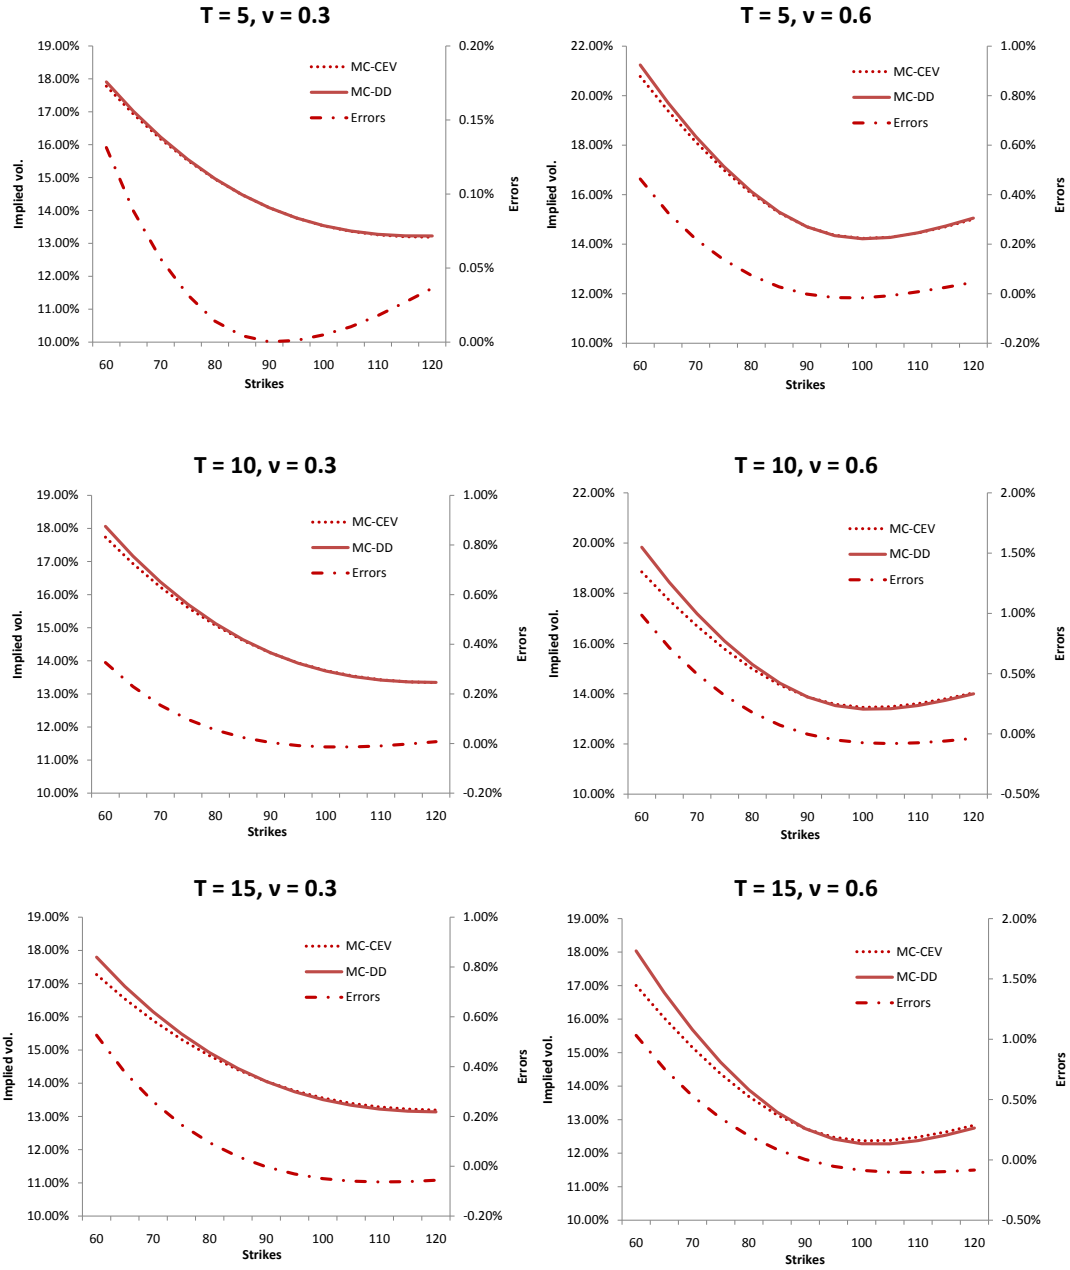 T = 5, ν = 0.3
19.00%
18.00%
17.00%
16.00%
15.00%
14.00%
13.00%
12.00%
11.00%
10.00%
Implied vol.
MC-CEV
MC-DD
Errors
0.20%
0.15%
0.10%
0.05%
0.00%
Errors
60 70 80 90 100 110 120
Strikes
T = 5, ν = 0.6
22.00%
20.00%
18.00%
16.00%
14.00%
12.00%
10.00%
Implied vol.
MC-CEV
MC-DD
Errors
1.00%
0.80%
0.60%
0.40%
0.20%
0.00%
-0.20%
Errors
60 70 80 90 100 110 120
Strikes
T = 10, ν = 0.3
19.00%
18.00%
17.00%
16.00%
15.00%
14.00%
13.00%
12.00%
11.00%
10.00%
Implied vol.
MC-CEV
MC-DD
Errors
1.00%
0.80%
0.60%
0.40%
0.20%
0.00%
-0.20%
Errors
60 70 80 90 100 110 120
Strikes
T = 10, ν = 0.6
22.00%
20.00%
18.00%
16.00%
14.00%
12.00%
10.00%
Implied vol.
MC-CEV
MC-DD
Errors
2.00%
1.50%
1.00%
0.50%
0.00%
-0.50%
Errors
60 70 80 90 100 110 120
Strikes
T = 15, ν = 0.3
19.00%
18.00%
17.00%
16.00%
15.00%
14.00%
13.00%
12.00%
11.00%
10.00%
Implied vol.
MC-CEV
MC-DD
Errors
1.00%
0.80%
0.60%
0.40%
0.20%
0.00%
-0.20%
Errors
60 70 80 90 100 110 120
Strikes
T = 15, ν = 0.6
19.00%
18.00%
17.00%
16.00%
15.00%
14.00%
13.00%
12.00%
11.00%
10.00%
Implied vol.
MC-CEV
MC-DD
Errors
2.00%
1.50%
1.00%
0.50%
0.00%
-0.50%
Errors
60 70 80 90 100 110 120
Strikes